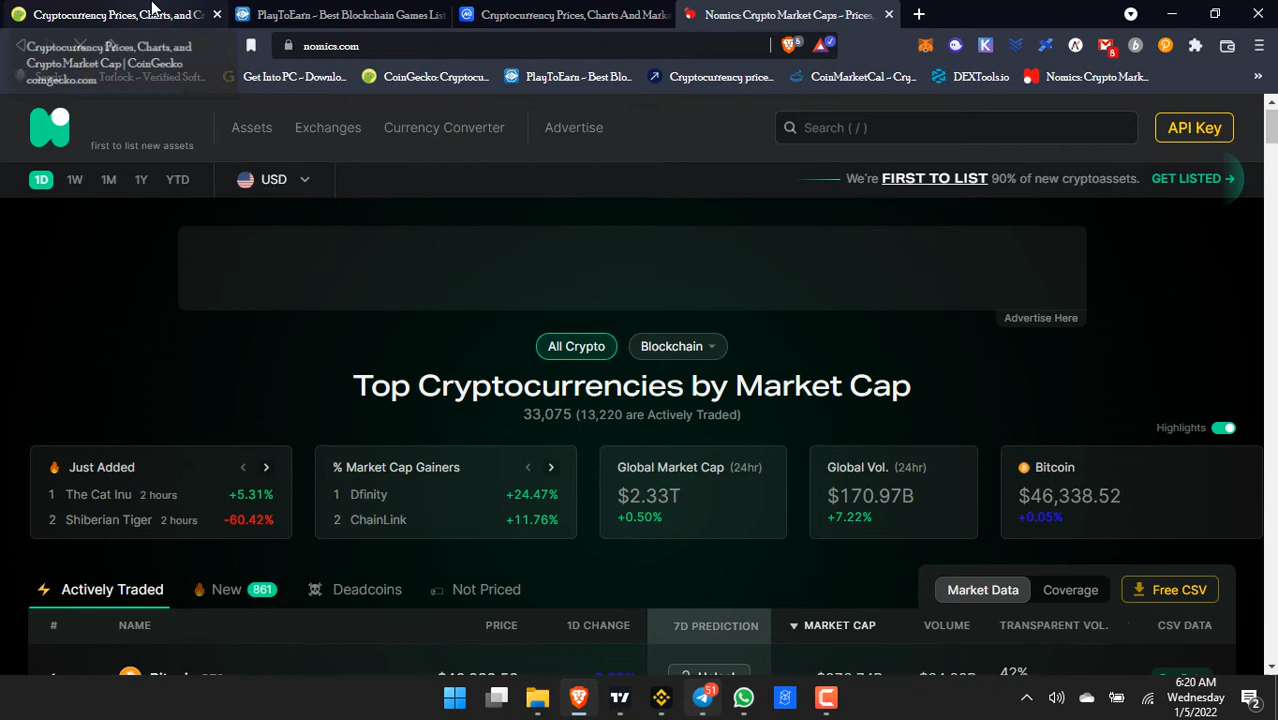 Cryptocurrency Prices, Charts, and C
PlayToEarn - Best Blockchain Games List
Cryptocurrency Prices, Charts And Mark
Nomics: Crypto Market Caps - Prices,
Cryptocurrency Prices, Charts, and
Crypto Market Cap | CoinGecko
coingecko.com
nomics.com
6
8
Torlock - Verified Soft...
Get Into PC - Downlo...
CoinGecko: Cryptocu...
PlayToEarn - Best Blo...
Cryptocurrency price...
CoinMarketCal - Cry...
DEXTools.io
Nomics: Crypto Mark...
first to list new assets
Assets
Exchanges
Currency Converter
Advertise
Search ( / )
API Key
1D
1W
1M
1Y
YTD
USD
We're FIRST TO LIST 90% of new cryptoassets.
GET LISTED →
Advertise Here
All Crypto
Blockchain
Top Cryptocurrencies by Market Cap
33,075 (13,220 are Actively Traded)
Highlights
Just Added
1 The Cat Inu 2 hours +5.31%
2 Shiberian Tiger 2 hours -60.42%
% Market Cap Gainers
1 Dfinity +24.47%
2 ChainLink +11.76%
Global Market Cap (24hr)
$2.33T
+0.50%
Global Vol. (24hr)
$170.97B
+7.22%
Bitcoin
$46,338.52
+0.05%
Actively Traded
New 861
Deadcoins
Not Priced
Market Data
Coverage
Free CSV
# NAME PRICE 1D CHANGE 7D PREDICTION MARKET CAP VOLUME TRANSPARENT VOL. CSV DATA
42%
51
6:20 AM
Wednesday
1/5/2022
2